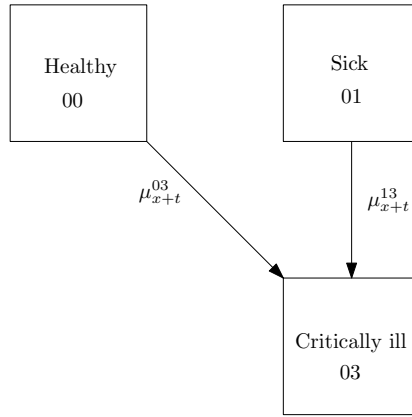 Healthy
00
Sick
01
μ^{03}_{x+t}
μ^{13}_{x+t}
Critically ill
03